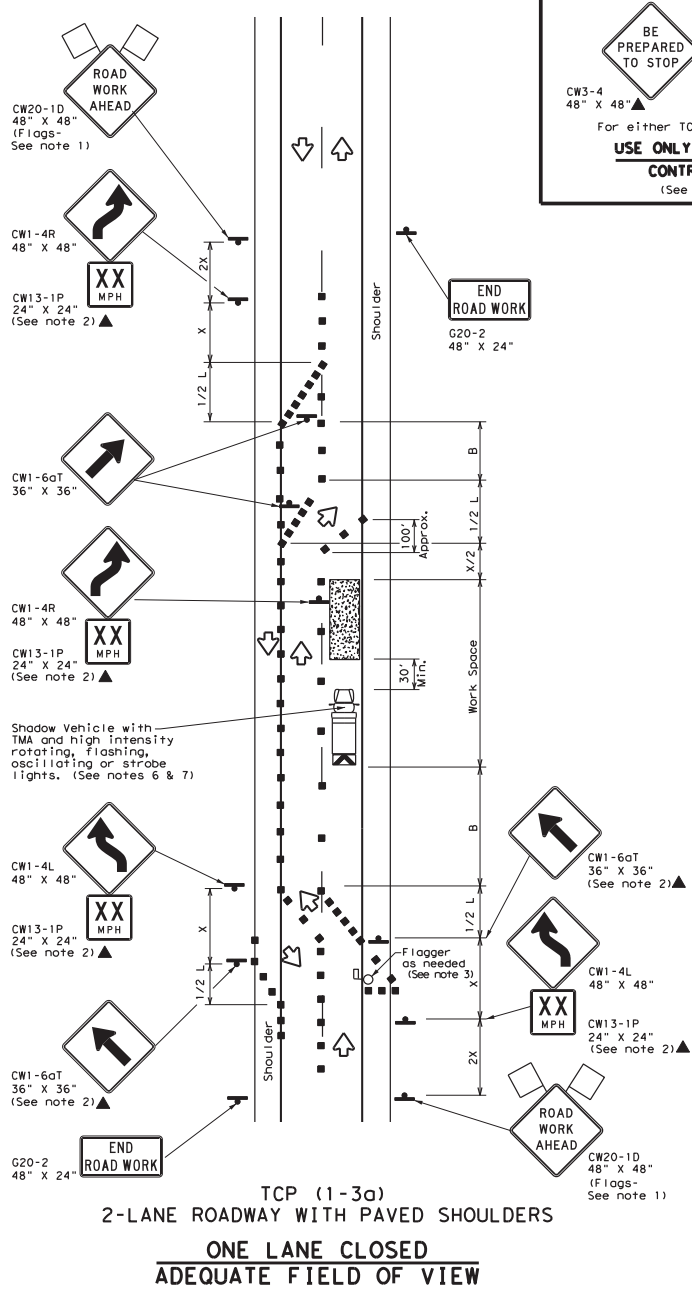 BE
PREPARED
TO STOP
CW3-4
48" X 48"▲
For either TC
USE ONLY
CONTR
(See
ROAD
WORK
AHEAD
CW20-1D
48" X 48"
(Flags-
See note 1)
CW1-4R
48" X 48"
XX
MPH
CW13-1P
24" X 24"
(See note 2)▲
2X
X
1/2 L
Shoulder
END
ROAD WORK
G20-2
48" X 24"
CW1-6aT
36" X 36"
B
1/2 L
100'
Approx.
X/2
CW1-4R
48" X 48"
XX
MPH
CW13-1P
24" X 24"
(See note 2)▲
30'
Min.
Work Space
Shadow Vehicle with
TMA and high intensity
rotating, flashing,
oscillating or strobe
lights. (See notes 6 & 7)
B
CW1-4L
48" X 48"
XX
MPH
CW13-1P
24" X 24"
(See note 2)▲
X
1/2 L
CW1-6aT
36" X 36"
(See note 2)▲
1/2 L
Flagger
as needed
(See note 3)
X
CW1-4L
48" X 48"
XX
MPH
CW13-1P
24" X 24"
(See note 2)▲
2X
CW1-6aT
36" X 36"
(See note 2)▲
Shoulder
END
ROAD WORK
G20-2
48" X 24"
ROAD
WORK
AHEAD
CW20-1D
48" X 48"
(Flags-
See note 1)
TCP (1-3a)
2-LANE ROADWAY WITH PAVED SHOULDERS
ONE LANE CLOSED
ADEQUATE FIELD OF VIEW